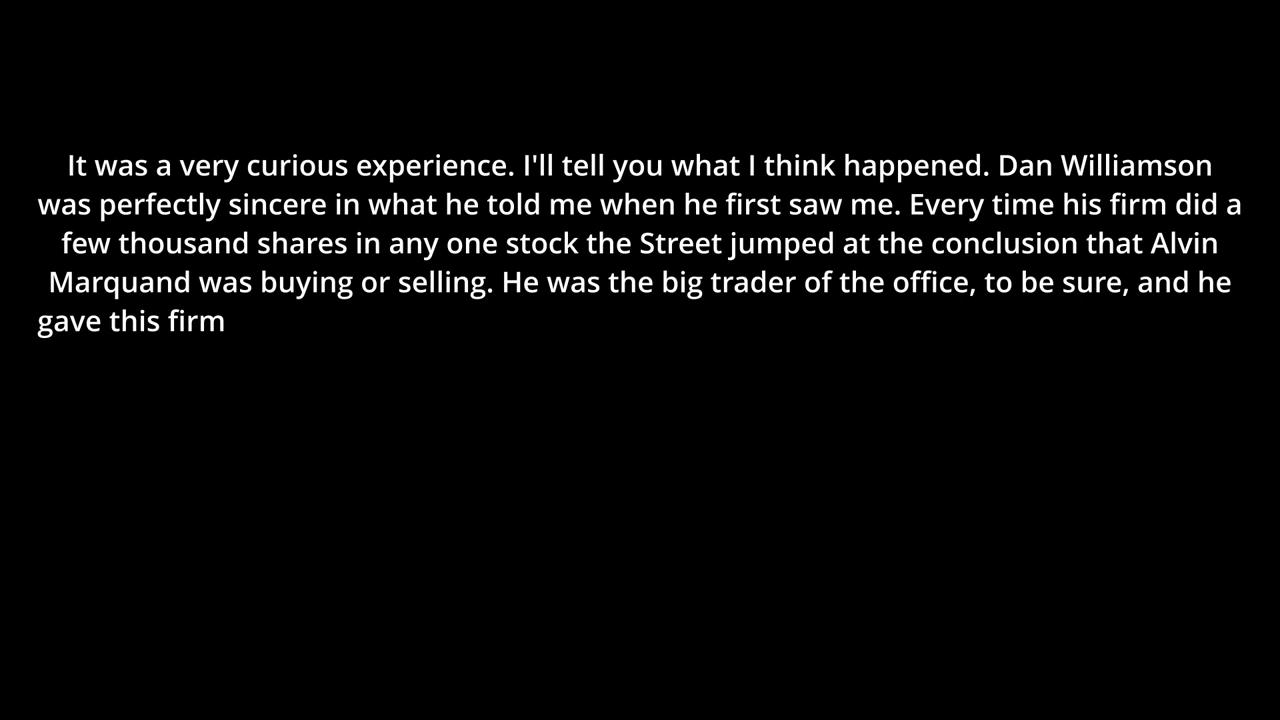 It was a very curious experience. I'll tell you what I think happened. Dan Williamson
was perfectly sincere in what he told me when he first saw me. Every time his firm did a
few thousand shares in any one stock the Street jumped at the conclusion that Alvin
Marquand was buying or selling. He was the big trader of the office, to be sure, and he
gave this firm